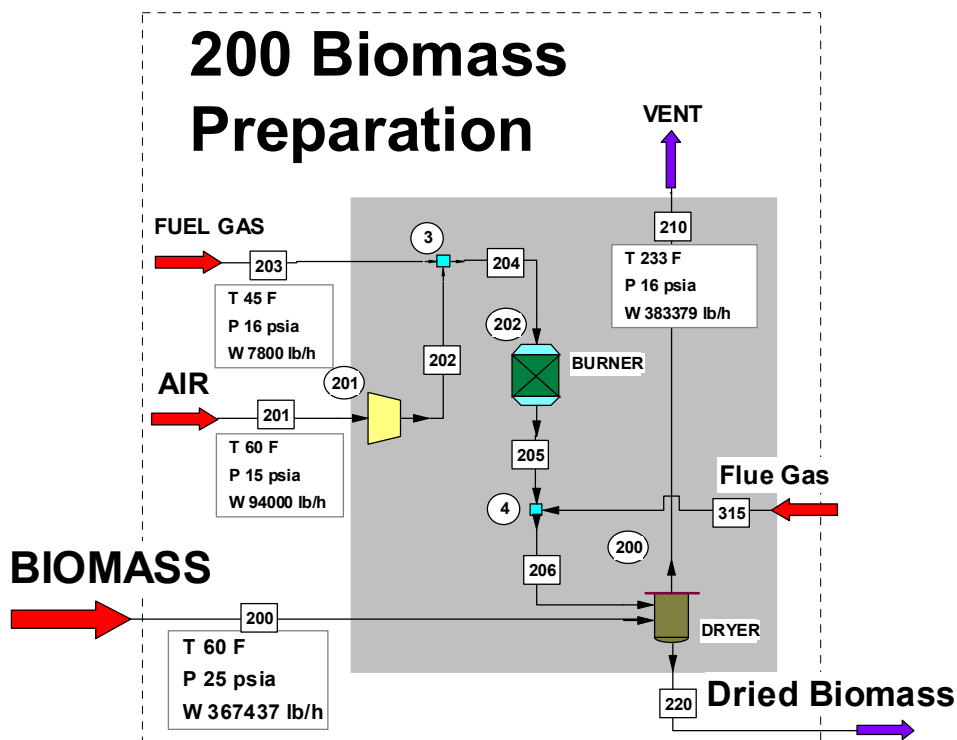 200 Biomass
Preparation
VENT
FUEL GAS
203
3
204
210
T 233 F
P 16 psia
W 383379 lb/h
T 45 F
P 16 psia
W 7800 lb/h
202
202
BURNER
201
AIR
201
T 60 F
P 15 psia
W 94000 lb/h
205
Flue Gas
4
315
200
206
BIOMASS
200
DRYER
T 60 F
P 25 psia
W 367437 lb/h
220
Dried Biomass